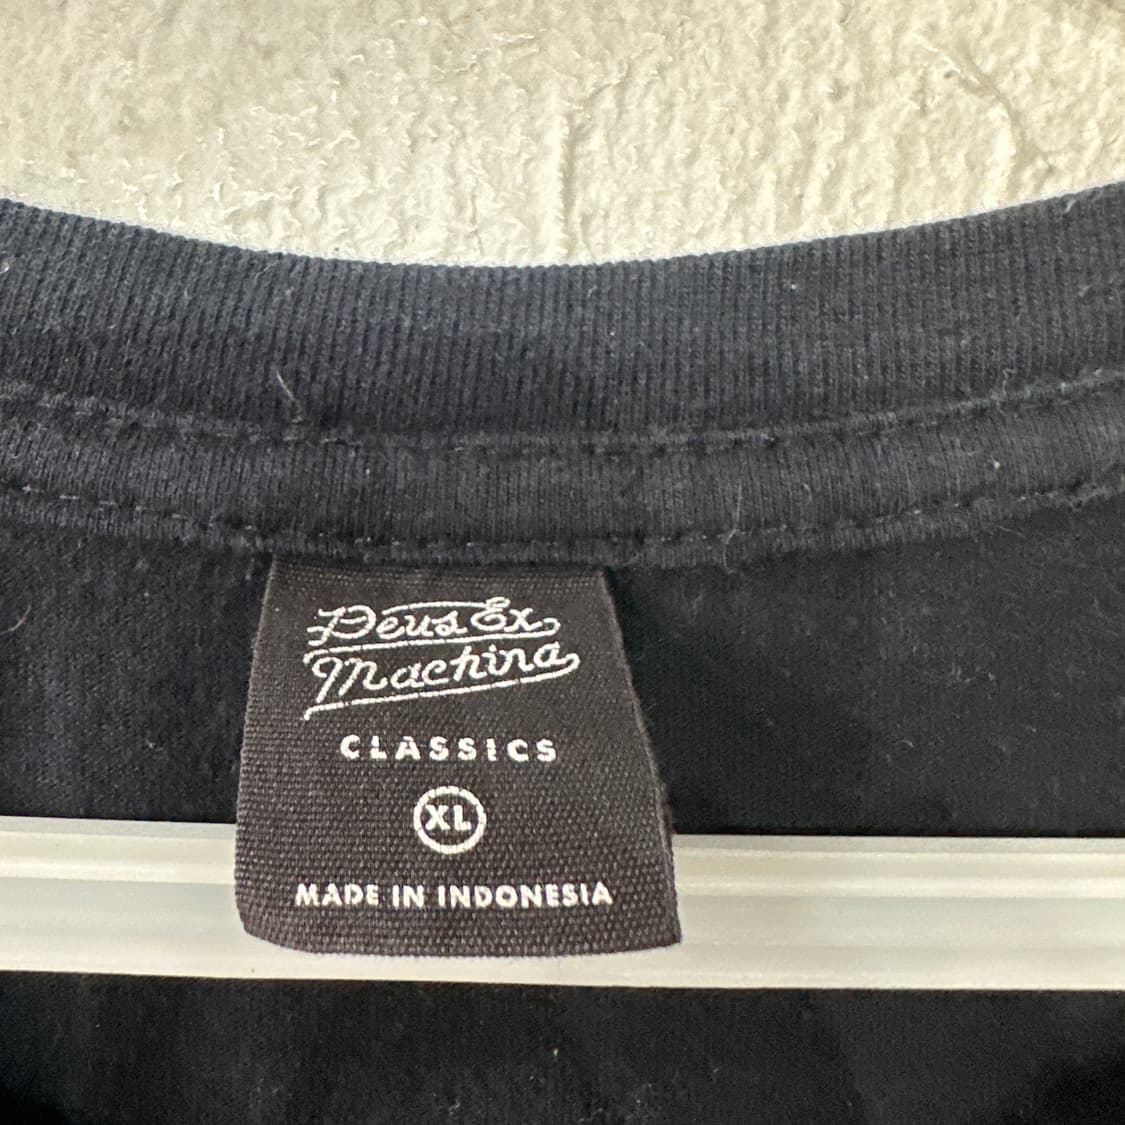 Deus Ex
Machina
CLASSICS
XL
MADE IN INDONESIA